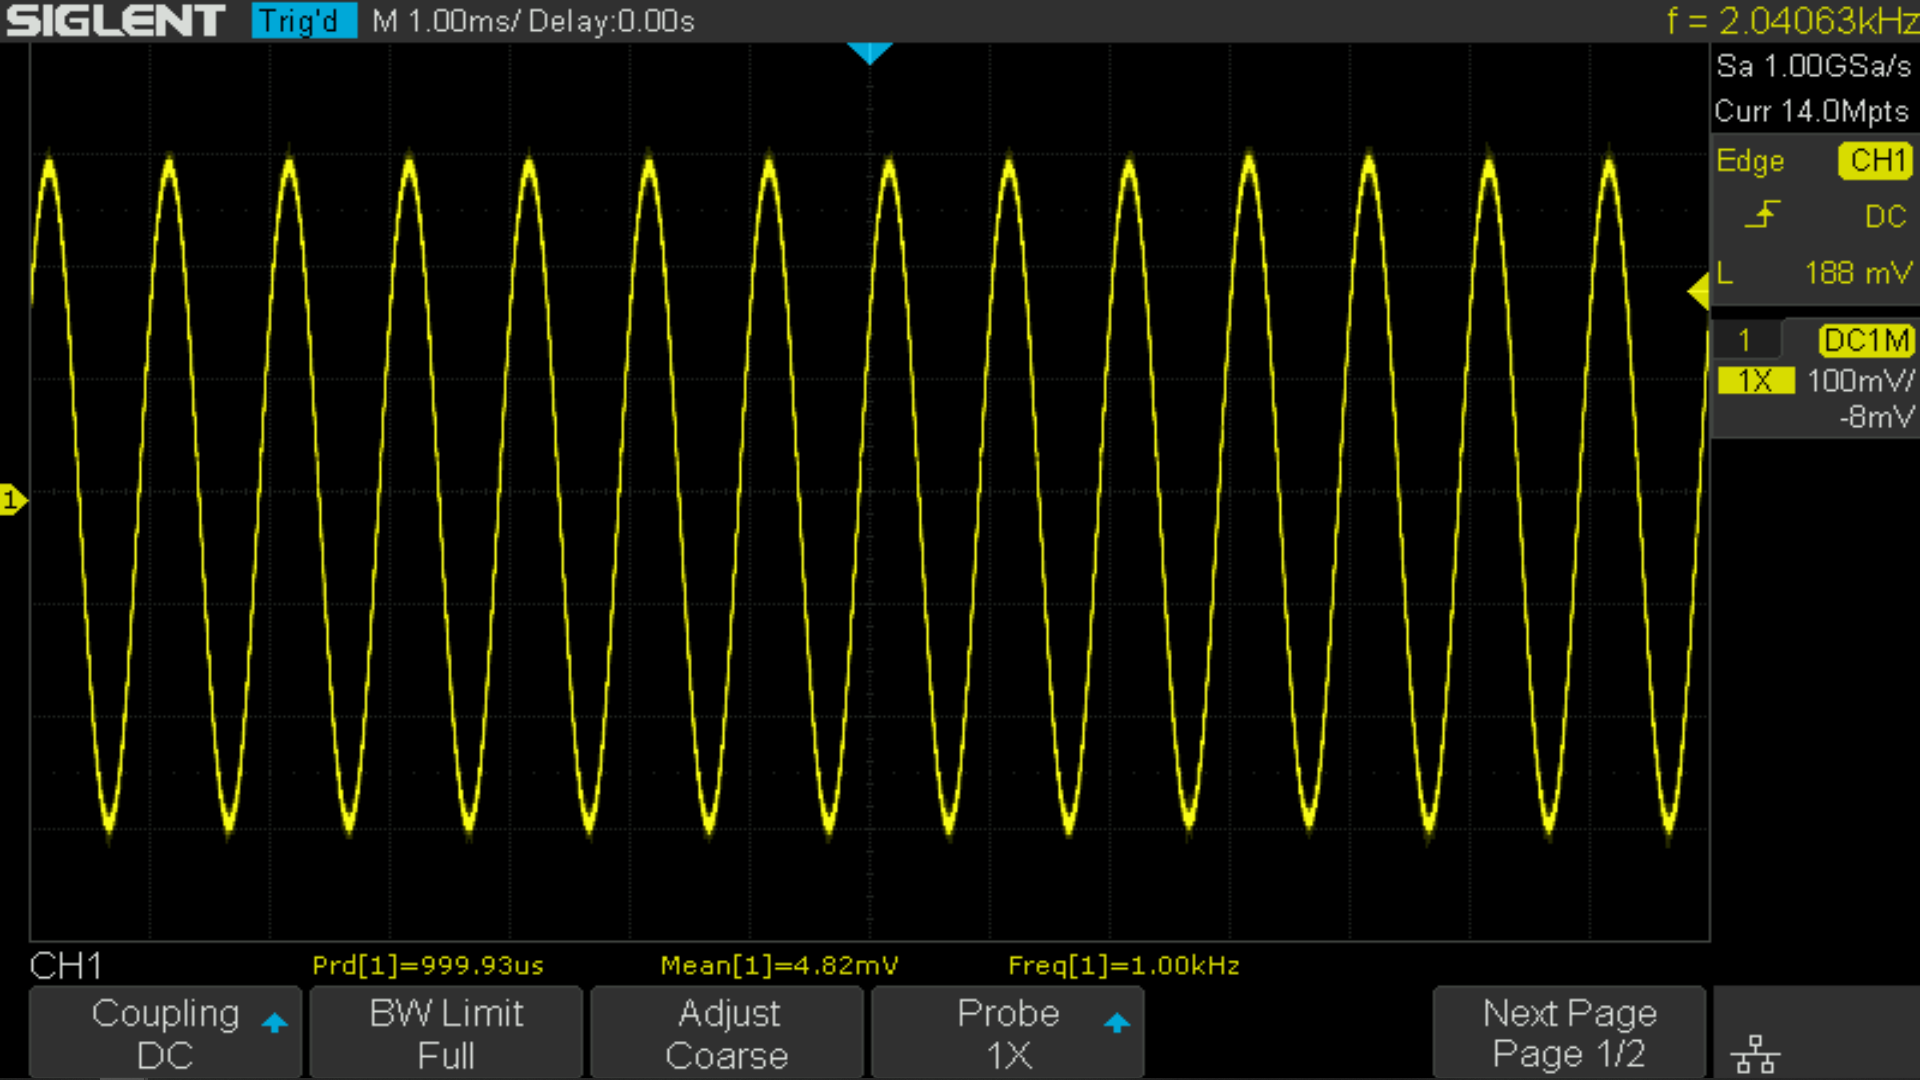 SIGLENT Trig'd M 1.00ms/ Delay:0.00s f = 2.04063kHz
Sa 1.00GSa/s
Curr 14.0Mpts
Edge CH1
DC
L 188 mV
1 DC1M
1X 100mV/
-8mV
1
CH1 Prd[1]=999.93us Mean[1]=4.82mV Freq[1]=1.00kHz
Coupling BW Limit Adjust Probe Next Page
DC Full Coarse 1X Page 1/2